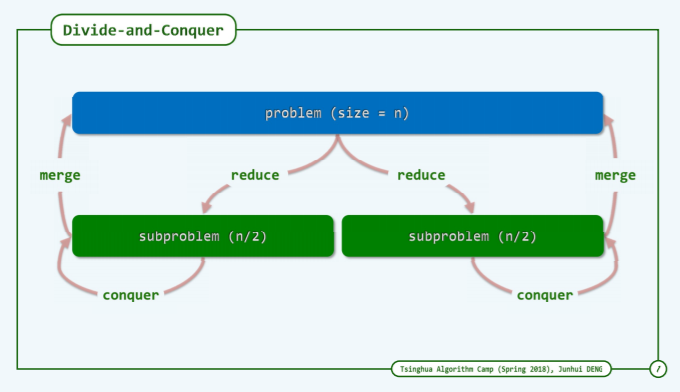 Divide-and-Conquer
problem (size = n)
merge
reduce
reduce
merge
subproblem (n/2)
subproblem (n/2)
conquer
conquer
Tsinghua Algorithm Camp (Spring 2018), Junhui DENG
/